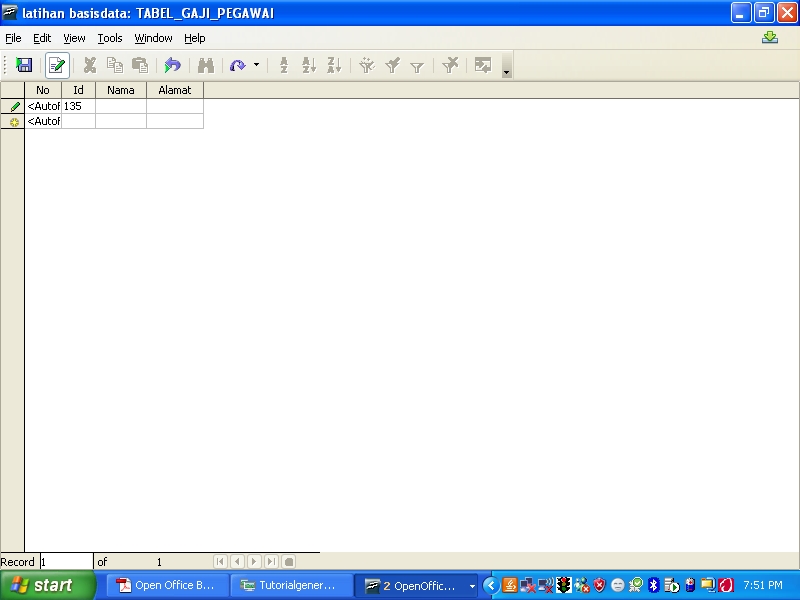 latihan basisdata: TABEL_GAJI_PEGAWAI
File Edit View Tools Window Help
No Id Nama Alamat
<AutoF 135
<AutoF
Record 1 of 1
start Open Office B... Tutorialgener... 2 OpenOffic... 7:51 PM